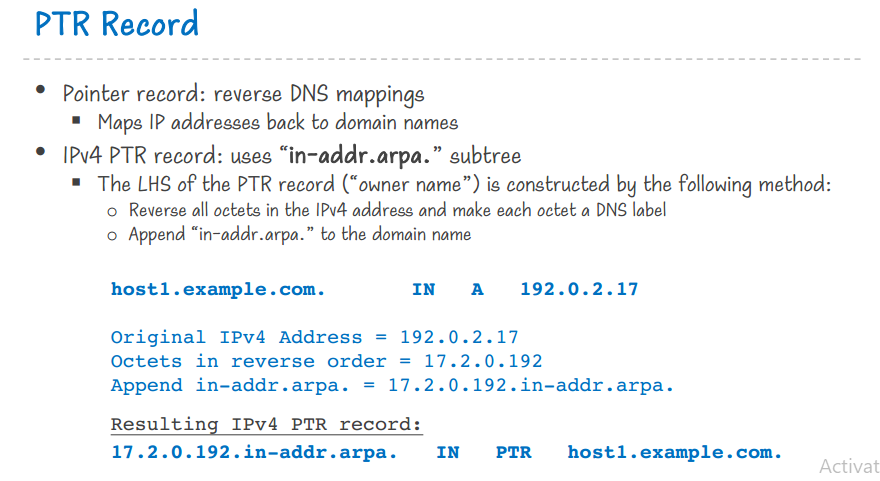 PTR Record
• Pointer record: reverse DNS mappings
▪ Maps IP addresses back to domain names
• IPv4 PTR record: uses “in-addr.arpa.” subtree
▪ The LHS of the PTR record (“owner name”) is constructed by the following method:
o Reverse all octets in the IPv4 address and make each octet a DNS label
o Append “in-addr.arpa.” to the domain name
host1.example.com. IN A 192.0.2.17
Original IPv4 Address = 192.0.2.17
Octets in reverse order = 17.2.0.192
Append in-addr.arpa. = 17.2.0.192.in-addr.arpa.
Resulting IPv4 PTR record:
17.2.0.192.in-addr.arpa. IN PTR host1.example.com.
Activat